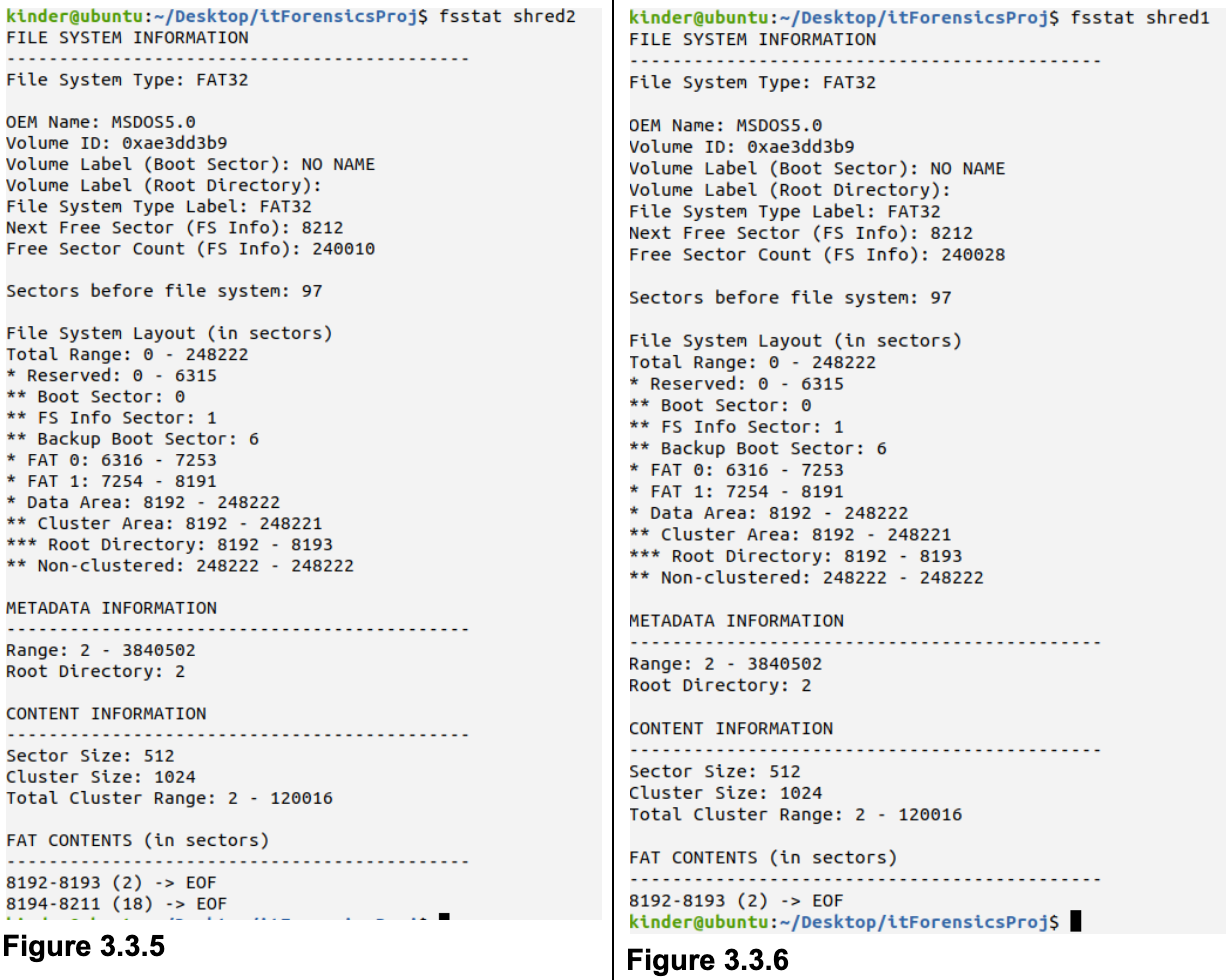 kinder@ubuntu:~/Desktop/itForensicsProj$ fsstat shred2
FILE SYSTEM INFORMATION
--------------------------------------------
File System Type: FAT32
OEM Name: MSDOS5.0
Volume ID: 0xae3dd3b9
Volume Label (Boot Sector): NO NAME
Volume Label (Root Directory):
File System Type Label: FAT32
Next Free Sector (FS Info): 8212
Free Sector Count (FS Info): 240010
Sectors before file system: 97
File System Layout (in sectors)
Total Range: 0 - 248222
* Reserved: 0 - 6315
** Boot Sector: 0
** FS Info Sector: 1
** Backup Boot Sector: 6
* FAT 0: 6316 - 7253
* FAT 1: 7254 - 8191
* Data Area: 8192 - 248222
** Cluster Area: 8192 - 248221
*** Root Directory: 8192 - 8193
** Non-clustered: 248222 - 248222
METADATA INFORMATION
--------------------------------------------
Range: 2 - 3840502
Root Directory: 2
CONTENT INFORMATION
--------------------------------------------
Sector Size: 512
Cluster Size: 1024
Total Cluster Range: 2 - 120016
FAT CONTENTS (in sectors)
--------------------------------------------
8192-8193 (2) -> EOF
8194-8211 (18) -> EOF
Figure 3.3.5
kinder@ubuntu:~/Desktop/itForensicsProj$ fsstat shred1
FILE SYSTEM INFORMATION
--------------------------------------------
File System Type: FAT32
OEM Name: MSDOS5.0
Volume ID: 0xae3dd3b9
Volume Label (Boot Sector): NO NAME
Volume Label (Root Directory):
File System Type Label: FAT32
Next Free Sector (FS Info): 8212
Free Sector Count (FS Info): 240028
Sectors before file system: 97
File System Layout (in sectors)
Total Range: 0 - 248222
* Reserved: 0 - 6315
** Boot Sector: 0
** FS Info Sector: 1
** Backup Boot Sector: 6
* FAT 0: 6316 - 7253
* FAT 1: 7254 - 8191
* Data Area: 8192 - 248222
** Cluster Area: 8192 - 248221
*** Root Directory: 8192 - 8193
** Non-clustered: 248222 - 248222
METADATA INFORMATION
--------------------------------------------
Range: 2 - 3840502
Root Directory: 2
CONTENT INFORMATION
--------------------------------------------
Sector Size: 512
Cluster Size: 1024
Total Cluster Range: 2 - 120016
FAT CONTENTS (in sectors)
--------------------------------------------
8192-8193 (2) -> EOF
kinder@ubuntu:~/Desktop/itForensicsProj$
Figure 3.3.6